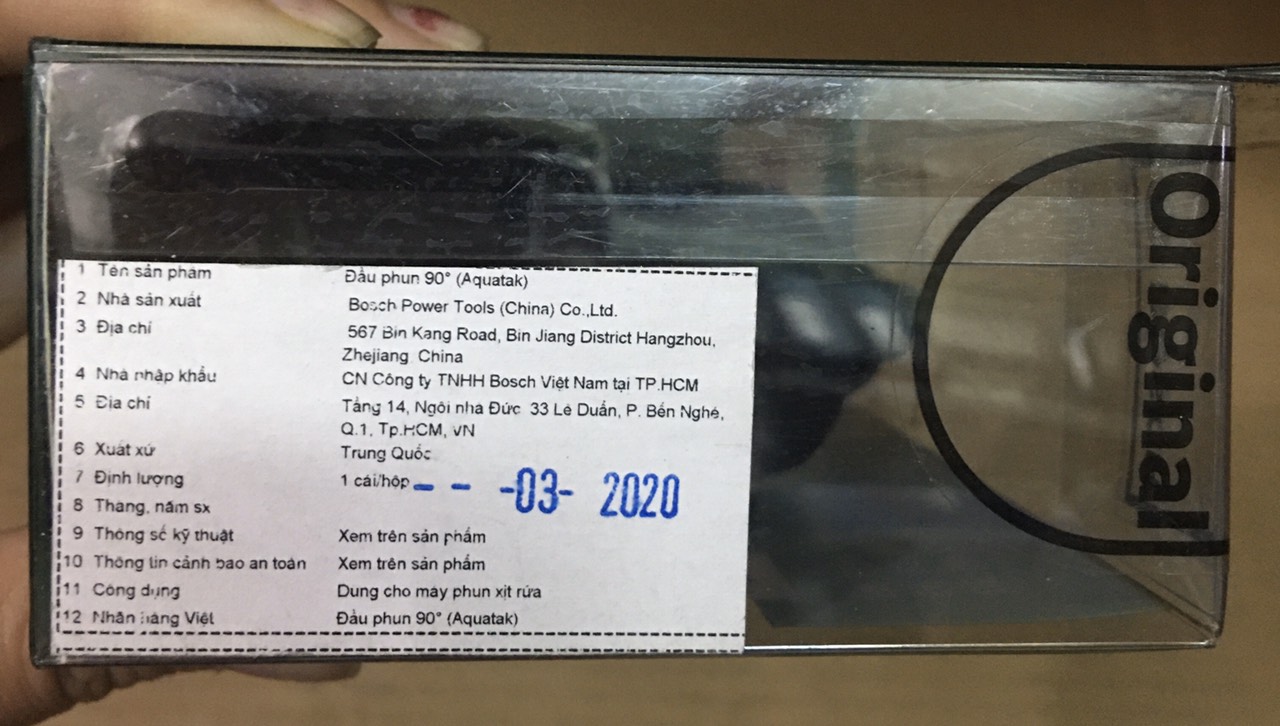 1 Tên sản phẩm Đầu phun 90° (Aquatak)
2 Nhà sản xuất Bosch Power Tools (China) Co.,Ltd.
3 Địa chỉ 567 Bin Kang Road, Bin Jiang District Hangzhou,
Zhejiang China
4 Nhà nhập khẩu CN Công ty TNHH Bosch Việt Nam tại TP.HCM
5 Địa chỉ Tầng 14, Ngôi nhà Đức 33 Lê Duẩn, P. Bến Nghé,
Q.1, Tp.HCM, VN
6 Xuất xứ Trung Quốc
7 Định lượng 1 cái/hộp
-03- 2020
8 Tháng, năm sx
9 Thông số kỹ thuật Xem trên sản phẩm
10 Thông tin cảnh báo an toàn Xem trên sản phẩm
11 Công dụng Dùng cho máy phun xịt rửa
12 Nhãn hàng Việt Đầu phun 90° (Aquatak)
Original